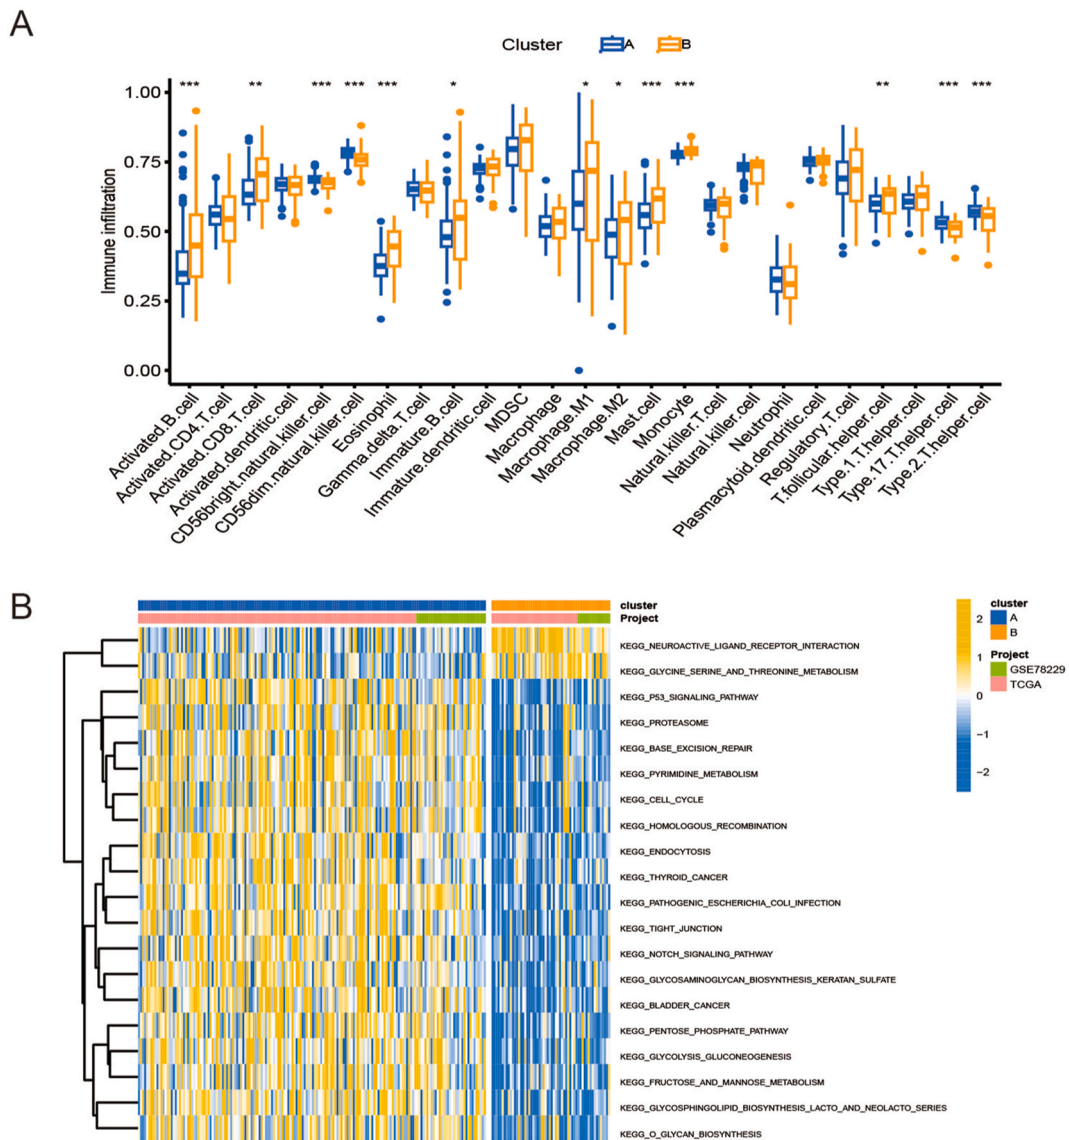 A
Cluster A B
*** ** *** *** *** * * * *** *** ** *** ***
Immune infiltration
1.00
0.75
0.50
0.25
0.00
Activated.B.cell
Activated.CD4.T.cell
Activated.CD8.T.cell
Activated.dendritic.cell
CD56bright.natural.killer.cell
CD56dim.natural.killer.cell
Eosinophil
Gamma.delta.T.cell
Immature.B.cell
Immature.dendritic.cell
MDSC
Macrophage
Macrophage.M1
Macrophage.M2
Mast.cell
Monocyte
Natural.killer.T.cell
Natural.killer.cell
Neutrophil
Plasmacytoid.dendritic.cell
Regulatory.T.cell
T.follicular.helper.cell
Type.1.T.helper.cell
Type.17.T.helper.cell
Type.2.T.helper.cell
B
cluster
Project
KEGG_NEUROACTIVE_LIGAND_RECEPTOR_INTERACTION
KEGG_GLYCINE_SERINE_AND_THREONINE_METABOLISM
KEGG_P53_SIGNALING_PATHWAY
KEGG_PROTEASOME
KEGG_BASE_EXCISION_REPAIR
KEGG_PYRIMIDINE_METABOLISM
KEGG_CELL_CYCLE
KEGG_HOMOLOGOUS_RECOMBINATION
KEGG_ENDOCYTOSIS
KEGG_THYROID_CANCER
KEGG_PATHOGENIC_ESCHERICHIA_COLI_INFECTION
KEGG_TIGHT_JUNCTION
KEGG_NOTCH_SIGNALING_PATHWAY
KEGG_GLYCOSAMINOGLYCAN_BIOSYNTHESIS_KERATAN_SULFATE
KEGG_BLADDER_CANCER
KEGG_PENTOSE_PHOSPHATE_PATHWAY
KEGG_GLYCOLYSIS_GLUCONEOGENESIS
KEGG_FRUCTOSE_AND_MANNOSE_METABOLISM
KEGG_GLYCOSPHINGOLIPID_BIOSYNTHESIS_LACTO_AND_NEOLACTO_SERIES
KEGG_O_GLYCAN_BIOSYNTHESIS
2
1
0
−1
−2
cluster
A
B
Project
GSE78229
TCGA